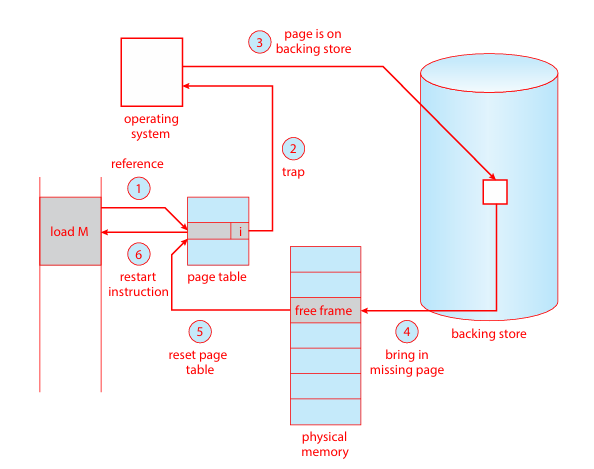 3
page is on
backing store
operating
system
reference
2
trap
1
load M
i
6
restart
instruction
page table
free frame
5
reset page
table
4
bring in
missing page
backing store
physical
memory